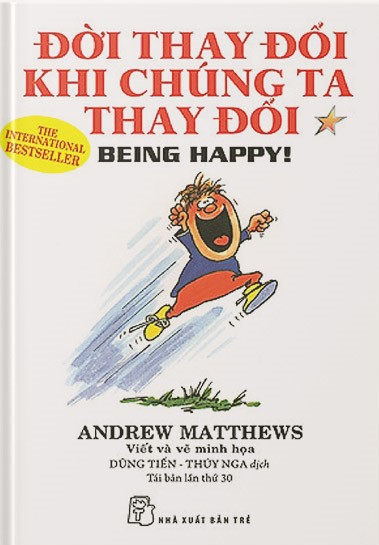 ĐỜI THAY ĐỔI
KHI CHÚNG TA
THAY ĐỔI
THE
INTERNATIONAL
BESTSELLER
BEING HAPPY!
ANDREW MATTHEWS
Viết và vẽ minh họa
DŨNG TIẾN - THÚY NGA dịch
Tái bản lần thứ 30
NHÀ XUẤT BẢN TRẺ